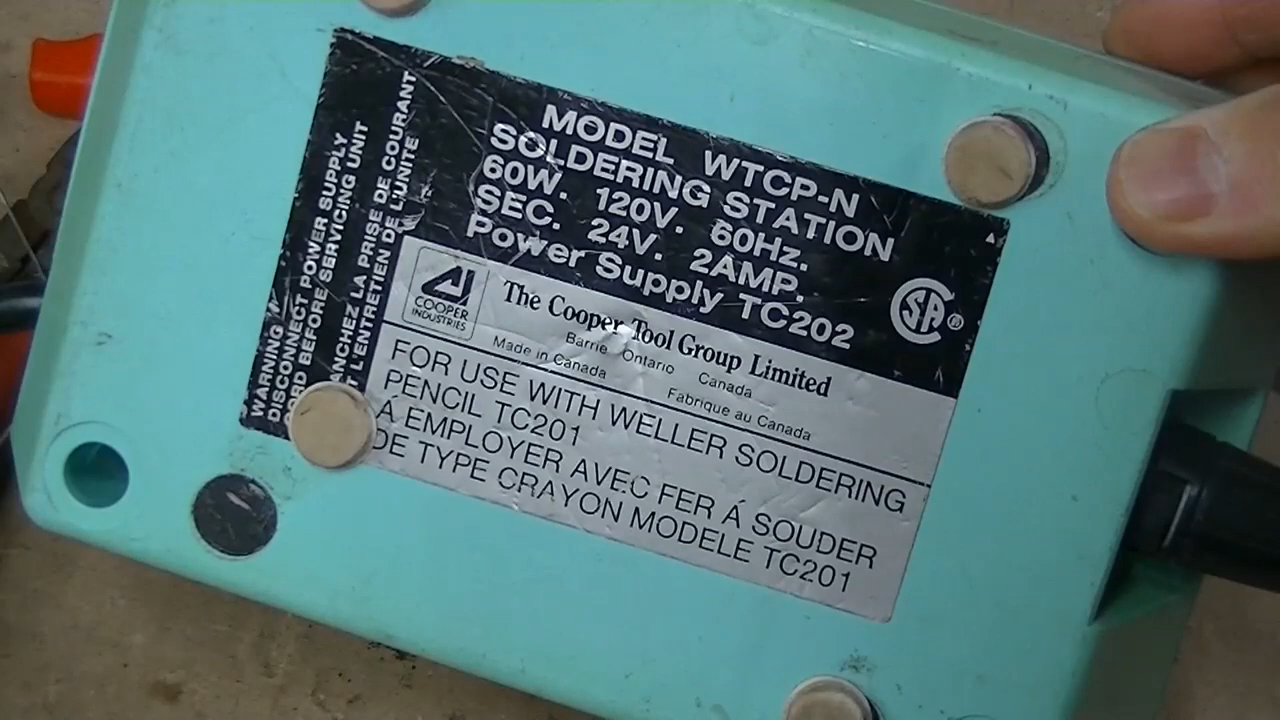 MODEL WTCP-N
SOLDERING STATION
60W. 120V. 60Hz.
SEC. 24V. 2AMP.
Power Supply TC202
SA ®
COOPER
INDUSTRIES
The Cooper Tool Group Limited
Barrie Ontario Canada
Made in Canada Fabrique au Canada
FOR USE WITH WELLER SOLDERING
PENCIL TC201
Á EMPLOYER AVEC FER Á SOUDER
DE TYPE CRAYON MODELE TC201
WARNING
DISCONNECT POWER SUPPLY
CORD BEFORE SERVICING UNIT
LA PRISE DE COURANT
L'ENTRETIEN DE L'UNITE